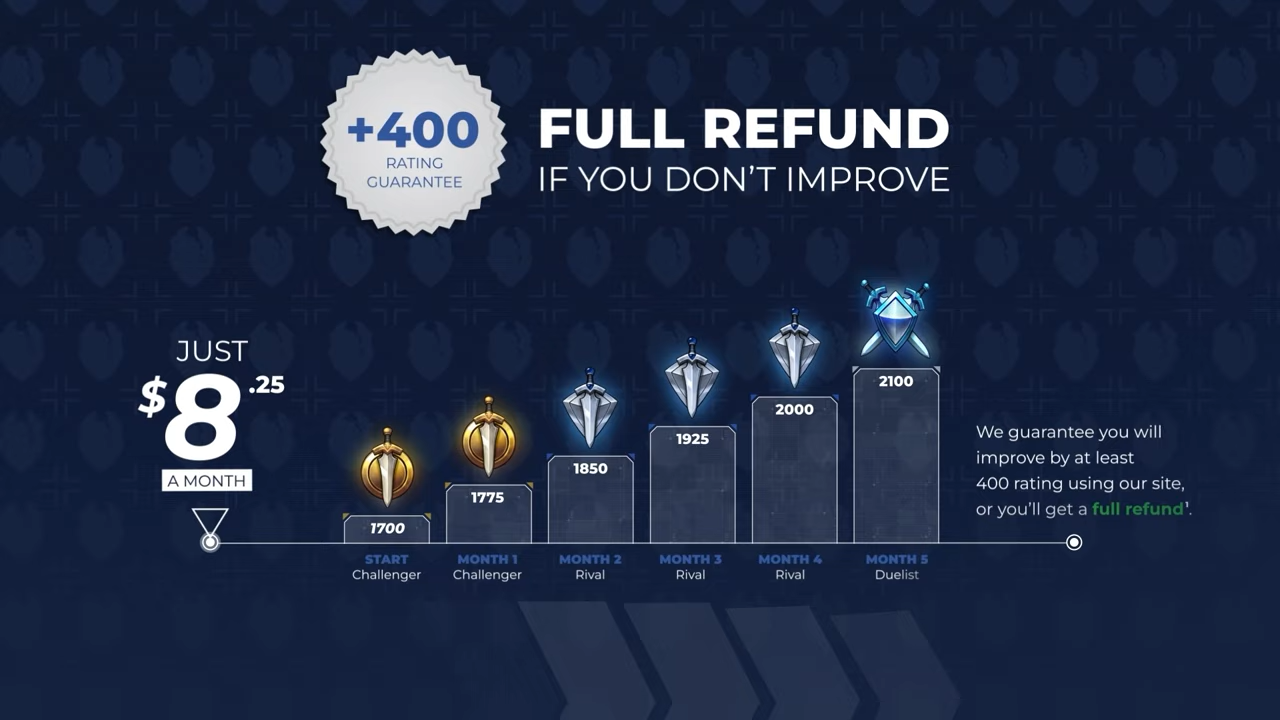 +400
RATING
GUARANTEE
FULL REFUND
IF YOU DON'T IMPROVE
JUST
$8.25
A MONTH
1700
1775
1850
1925
2000
2100
START
Challenger
MONTH 1
Challenger
MONTH 2
Rival
MONTH 3
Rival
MONTH 4
Rival
MONTH 5
Duelist
We guarantee you will
improve by at least
400 rating using our site,
or you'll get a full refund¹.